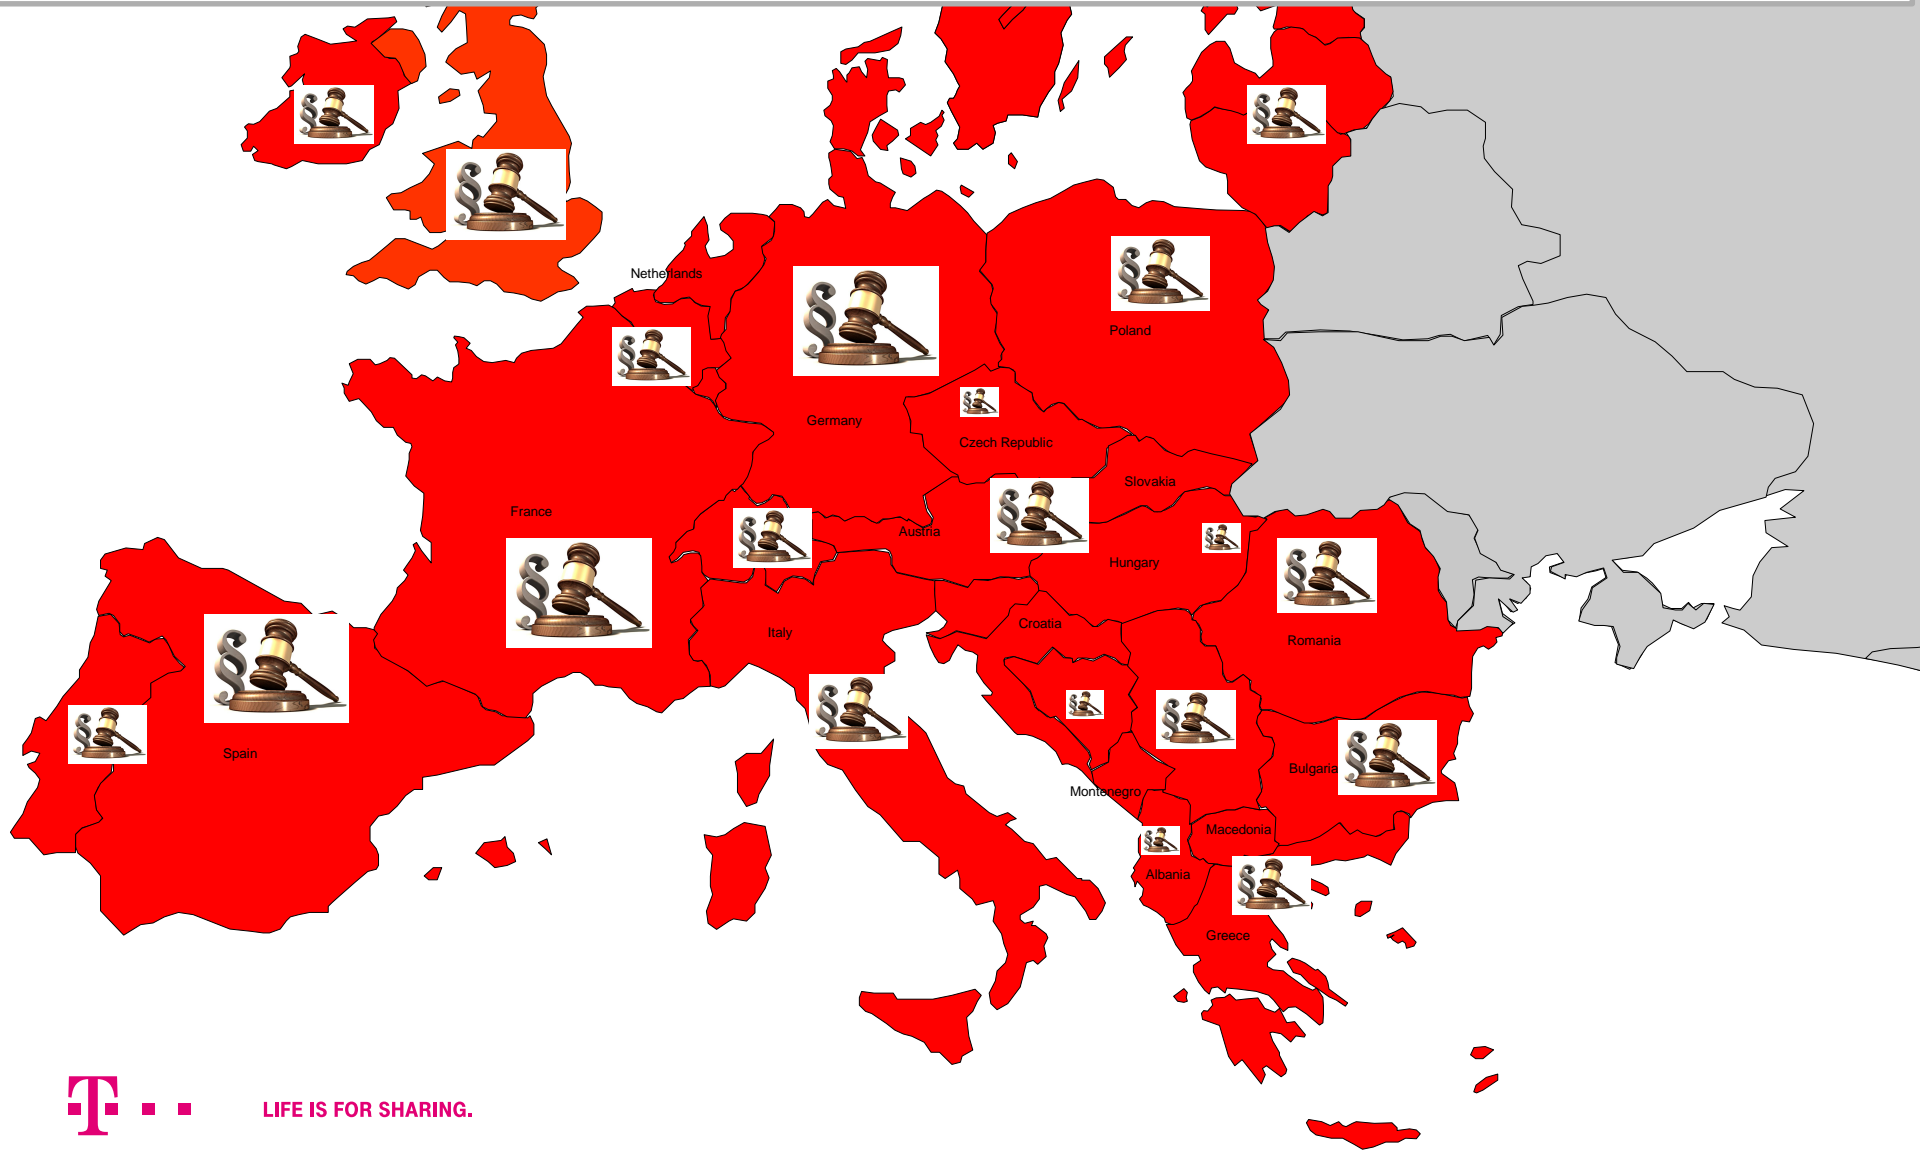 Netherlands
Poland
Germany
Czech Republic
Slovakia
France
Austria
Hungary
Croatia
Italy
Romania
Spain
Bulgaria
Montenegro
Macedonia
Albania
Greece
T
LIFE IS FOR SHARING.